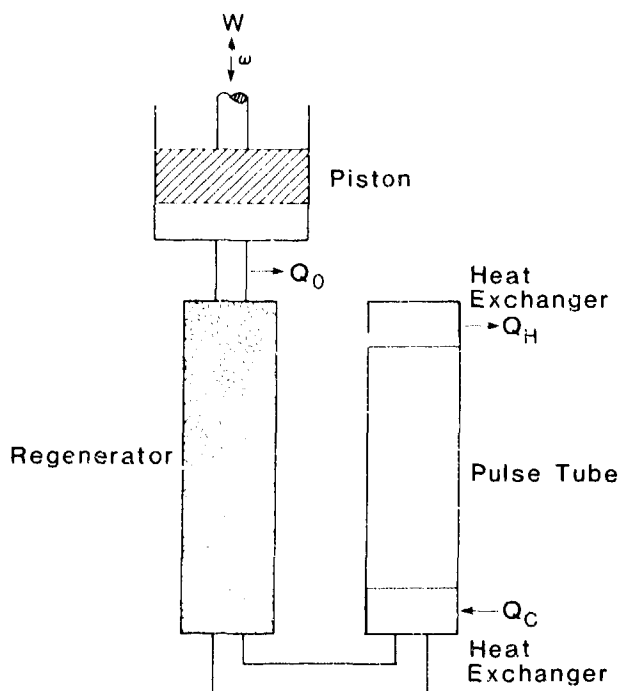 W
ω
Piston
Q0
Heat
Exchanger
QH
Regenerator
Pulse Tube
QC
Heat
Exchanger